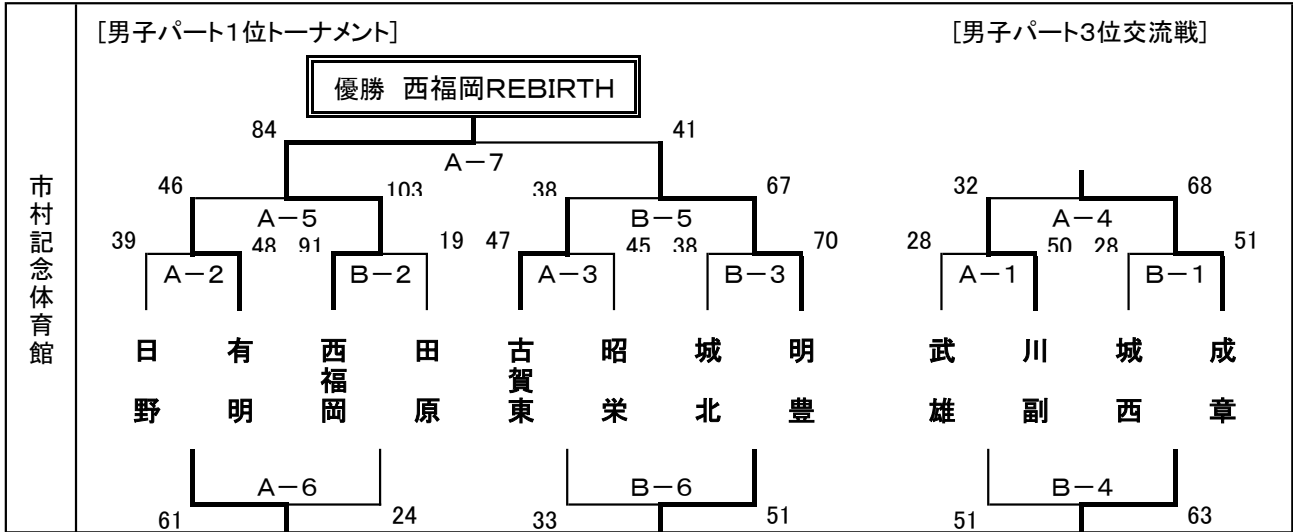 [男子パート1位トーナメント]
[男子パート3位交流戦]
優勝 西福岡REBIRTH
84
41
A-7
46
103
38
67
32
68
A-5
B-5
A-4
39
48
91
19
47
45
38
70
28
50
28
51
A-2
B-2
A-3
B-3
A-1
B-1
市村記念体育館
日野
有明
西福岡
田原
古賀東
昭栄
城北
明豊
武雄
川副
城西
成章
A-6
B-6
B-4
61
24
33
51
51
63